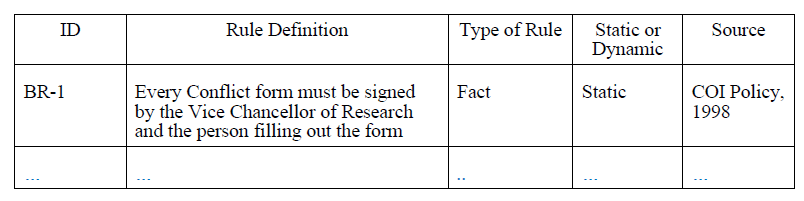 ID Rule Definition Type of Rule Static or Dynamic Source
BR-1 Every Conflict form must be signed Fact Static COI Policy,
by the Vice Chancellor of Research 1998
and the person filling out the form
... ... .. ... ...